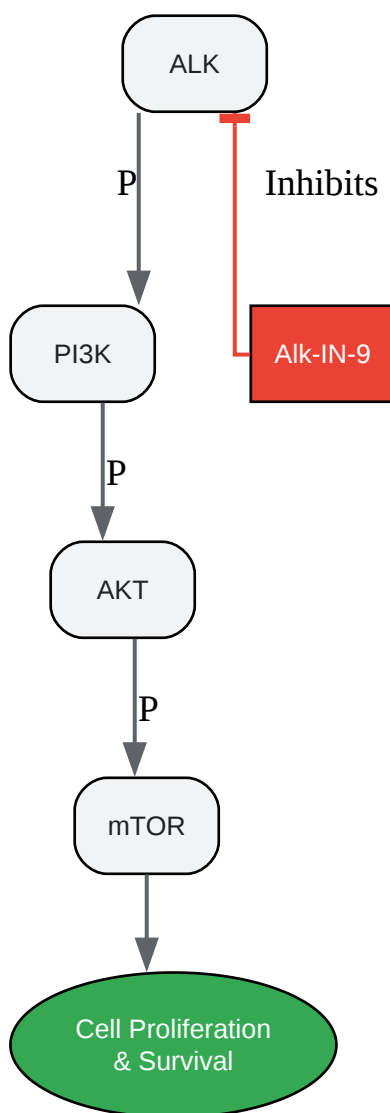 ALK
P
Inhibits
PI3K
Alk-IN-9
P
AKT
P
mTOR
Cell Proliferation
& Survival